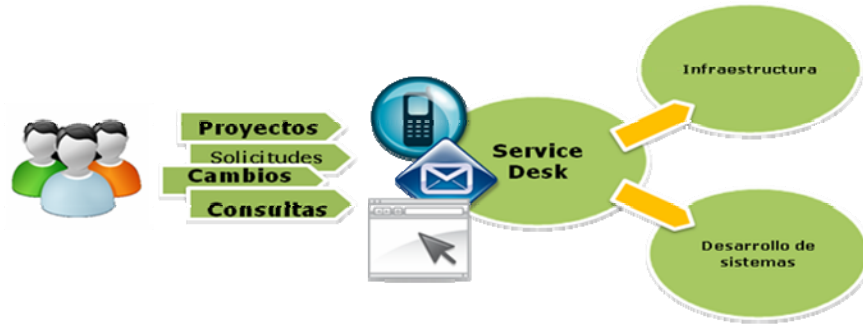 Proyectos
Solicitudes
Cambios
Consultas
Service
Desk
Infraestructura
Desarrollo de
sistemas